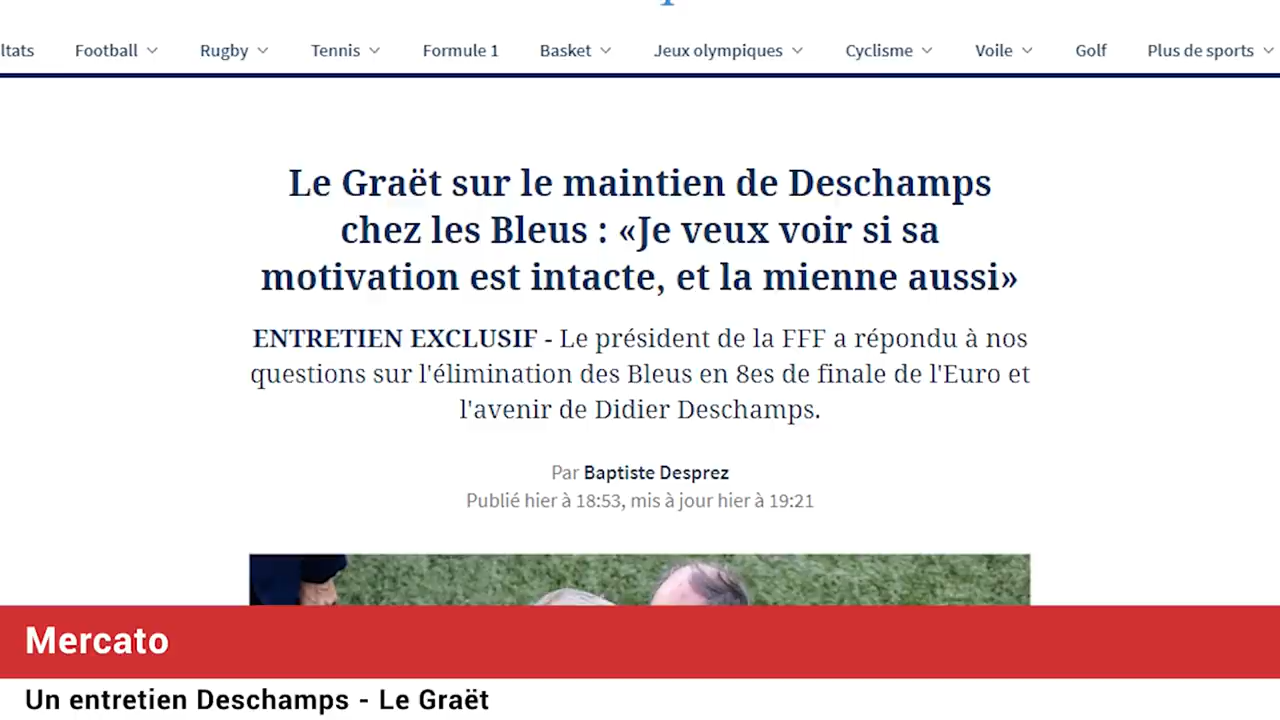 ltats Football Rugby Tennis Formule 1 Basket Jeux olympiques Cyclisme Voile Golf Plus de sports
Le Graët sur le maintien de Deschamps
chez les Bleus : «Je veux voir si sa
motivation est intacte, et la mienne aussi»
ENTRETIEN EXCLUSIF - Le président de la FFF a répondu à nos
questions sur l'élimination des Bleus en 8es de finale de l'Euro et
l'avenir de Didier Deschamps.
Par Baptiste Desprez
Publié hier à 18:53, mis à jour hier à 19:21
Mercato
Un entretien Deschamps - Le Graët